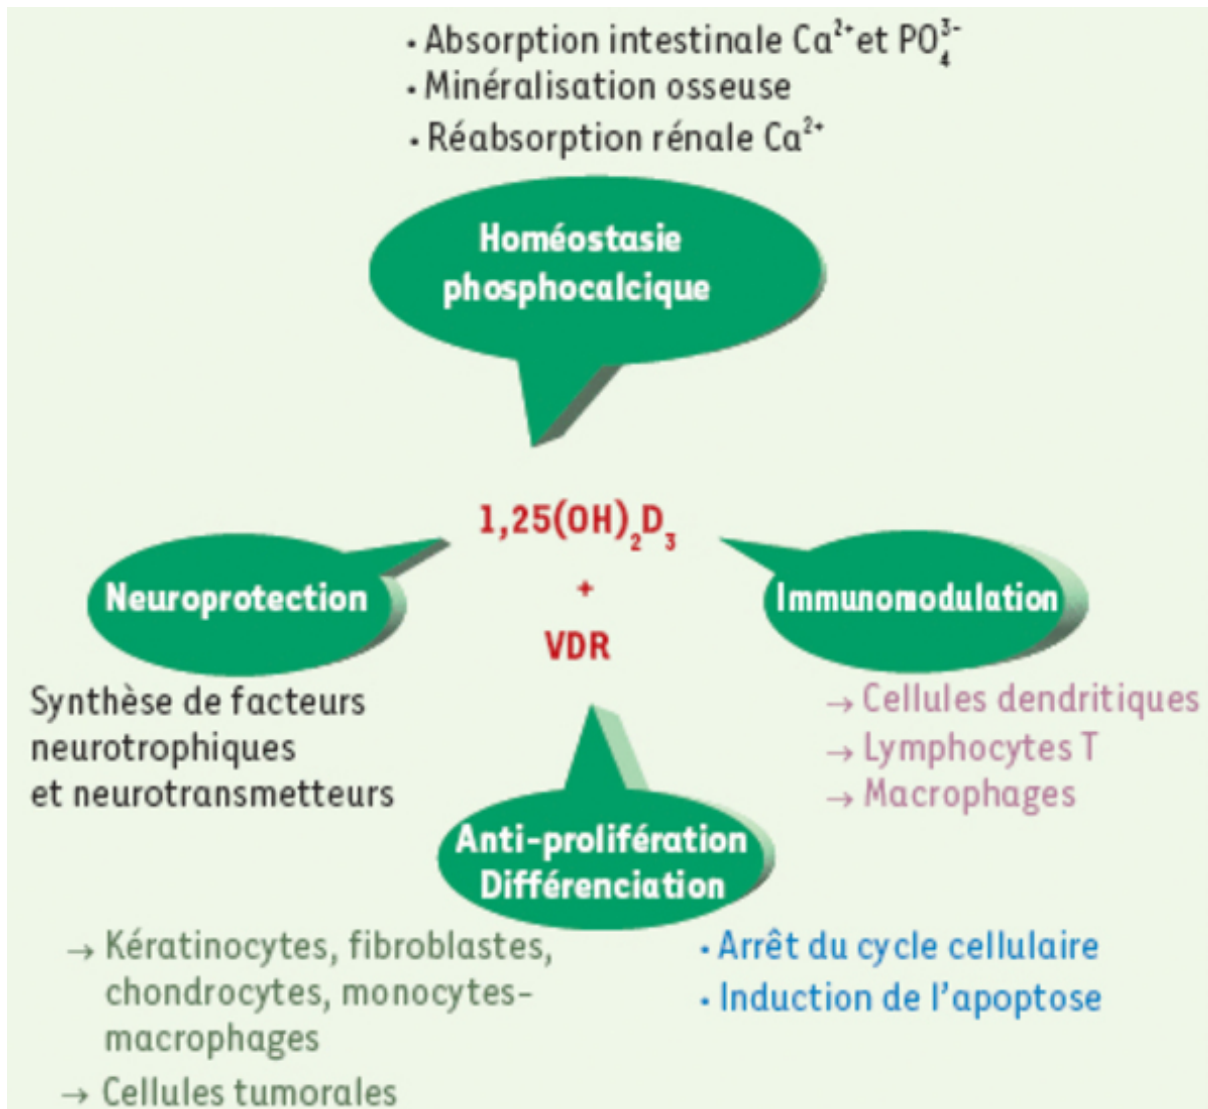 • Absorption intestinale Ca²⁺et PO₄³⁻
• Minéralisation osseuse
• Réabsorption rénale Ca²⁺
Homéostasie
phosphocalcique
1,25(OH)₂D₃
+
VDR
Neuroprotection
Synthèse de facteurs
neurotrophiques
et neurotransmetteurs
Immunomodulation
→ Cellules dendritiques
→ Lymphocytes T
→ Macrophages
Anti-prolifération
Différenciation
→ Kératinocytes, fibroblastes,
chondrocytes, monocytes-
macrophages
→ Cellules tumorales
• Arrêt du cycle cellulaire
• Induction de l'apoptose